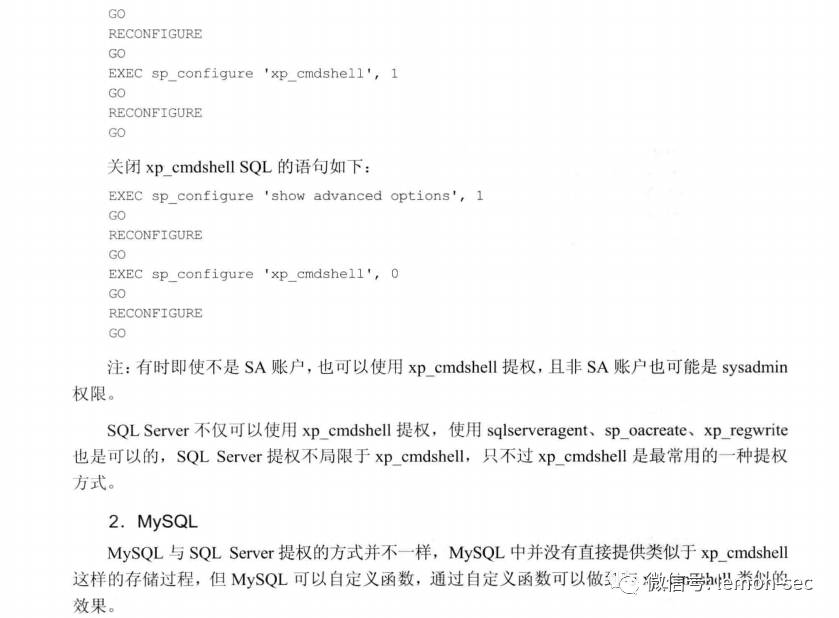 GO
RECONFIGURE
GO
EXEC sp_configure 'xp_cmdshell', 1
GO
RECONFIGURE
GO
关闭 xp_cmdshell SQL 的语句如下：
EXEC sp_configure 'show advanced options', 1
GO
RECONFIGURE
GO
EXEC sp_configure 'xp_cmdshell', 0
GO
RECONFIGURE
GO
注：有时即使不是 SA 账户，也可以使用 xp_cmdshell 提权，且非 SA 账户也可能是 sysadmin
权限。
SQL Server 不仅可以使用 xp_cmdshell 提权，使用 sqlserveragent、sp_oacreate、xp_regwrite
也是可以的，SQL Server 提权不局限于 xp_cmdshell，只不过 xp_cmdshell 是最常用的一种提权
方式。
2．MySQL
MySQL 与 SQL Server 提权的方式并不一样，MySQL 中并没有直接提供类似于 xp_cmdshell
这样的存储过程，但 MySQL 可以自定义函数，通过自定义函数可以做到 类似的
效果。
微信号: lemon-sec